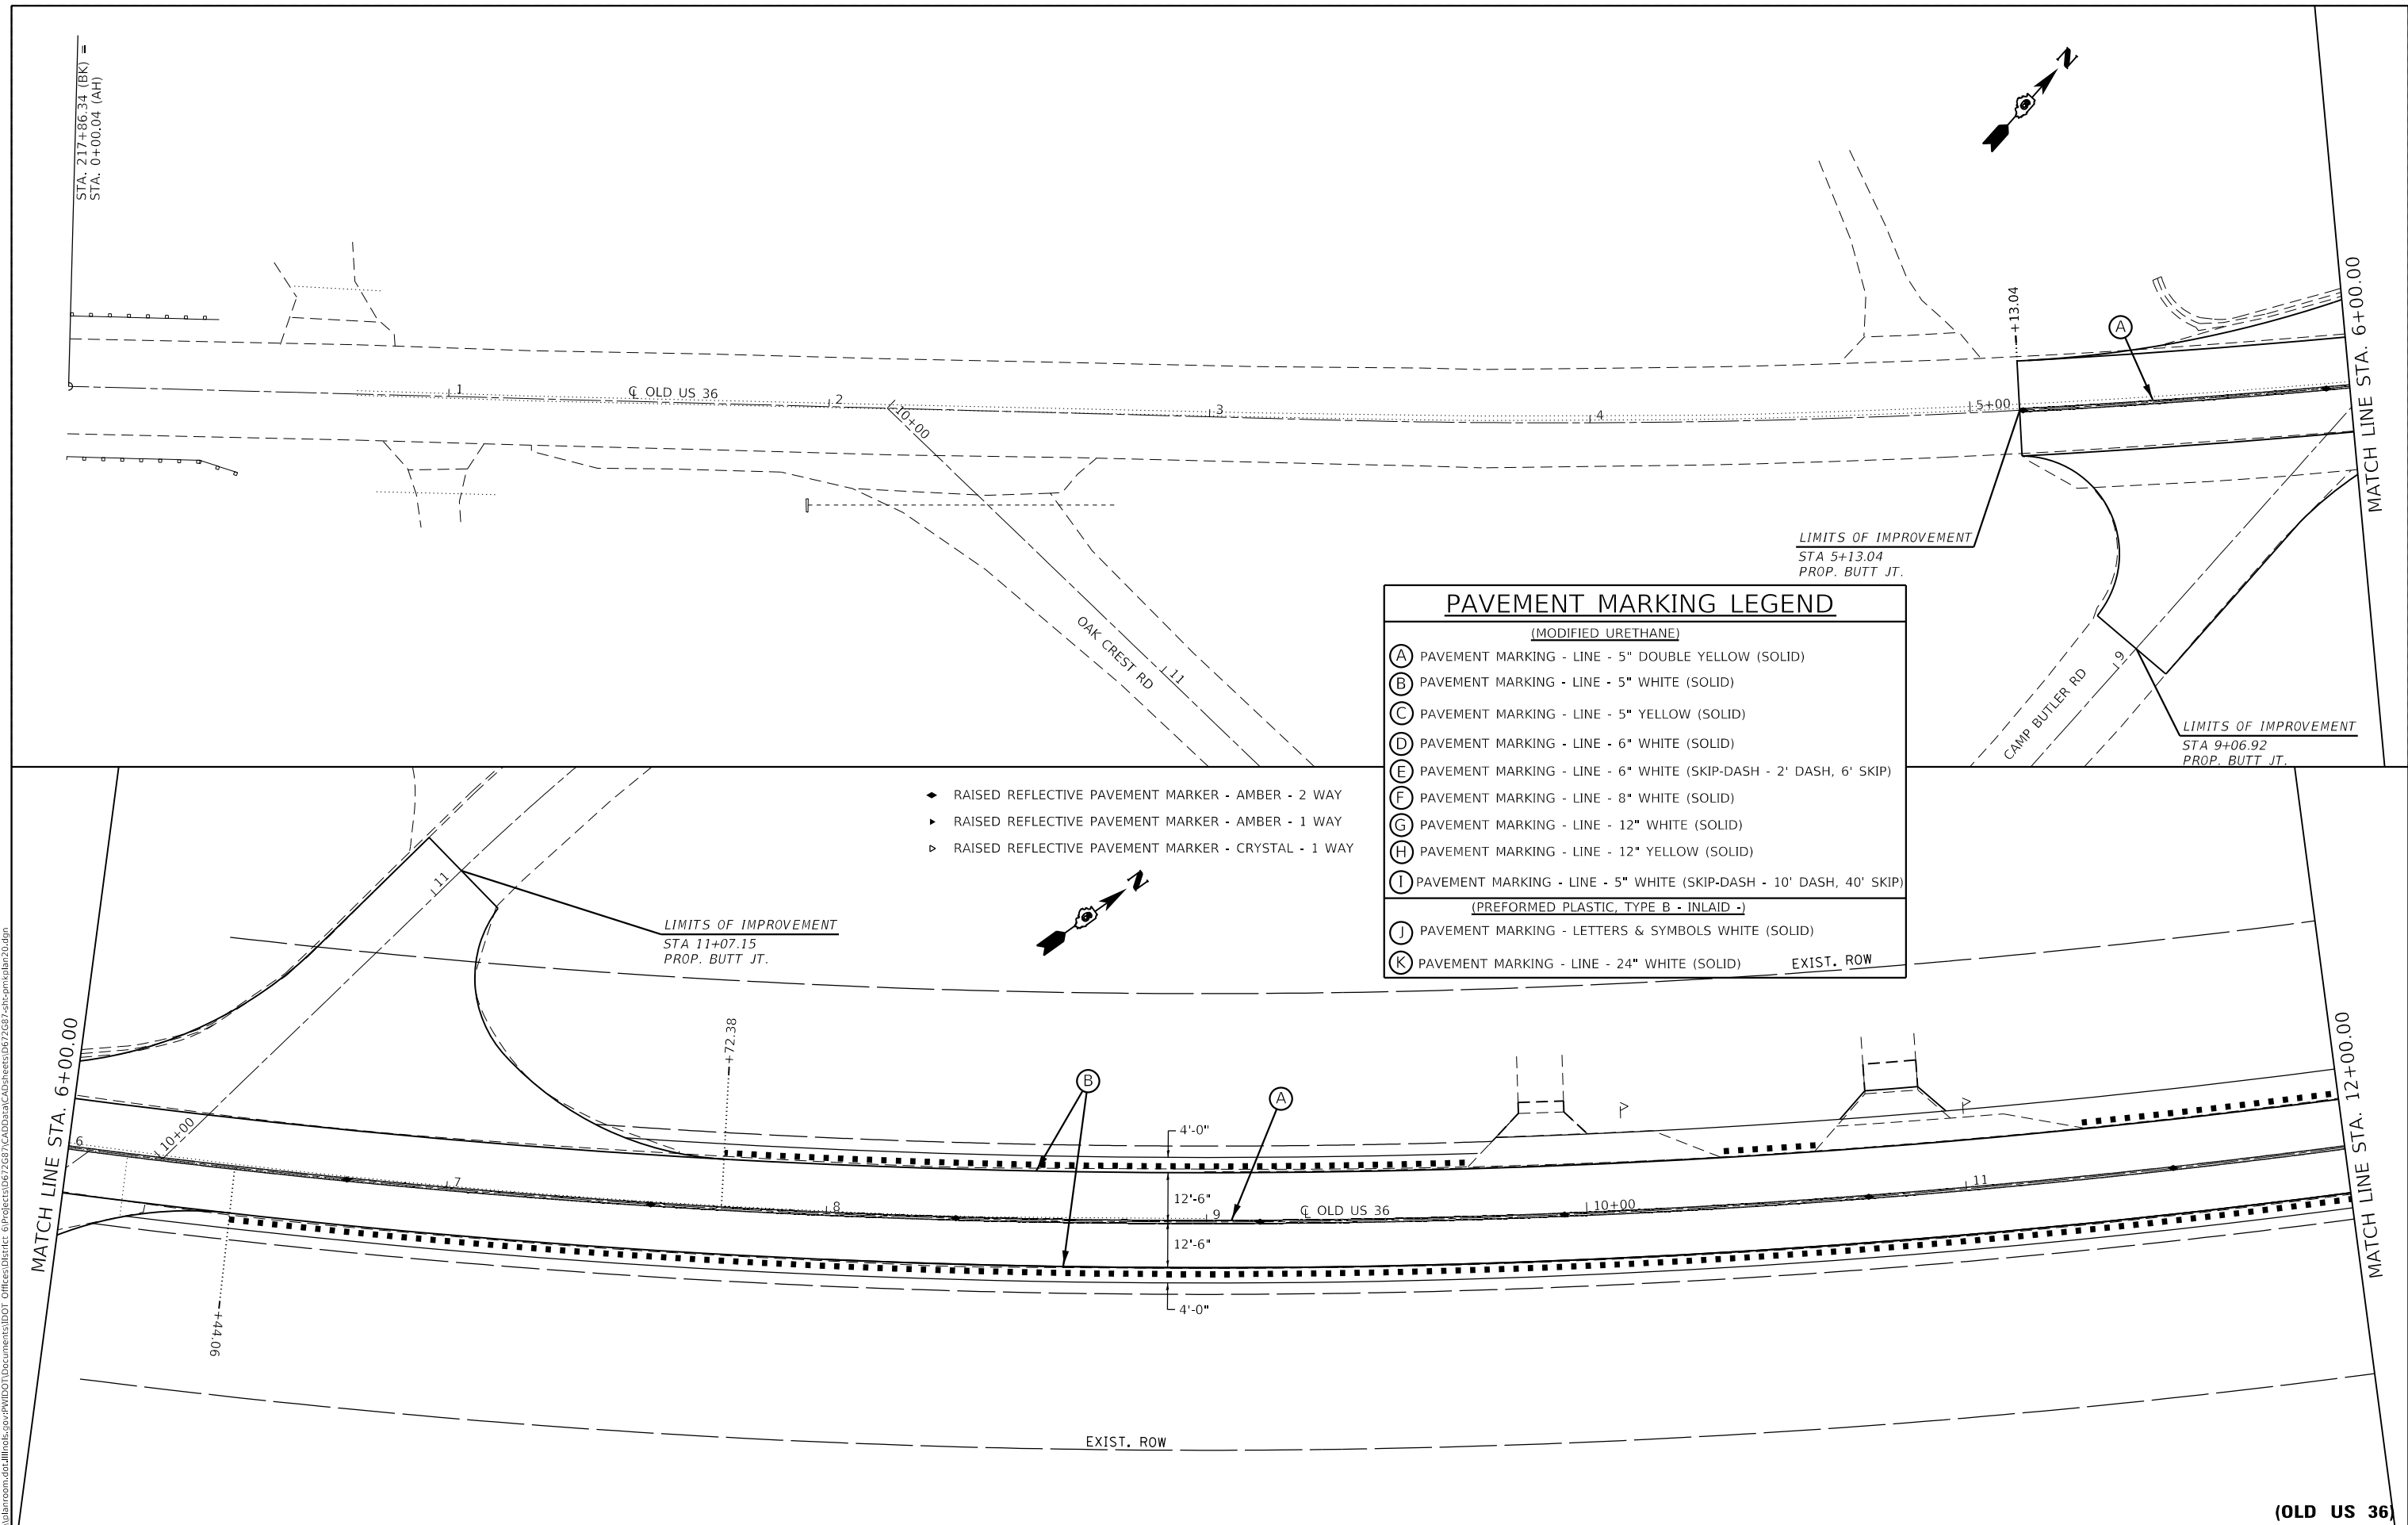 STA. 217+86.34 (BK) =
STA. 0+00.04 (AH)
N
1
℄ OLD US 36
2
10+00
3
4
5+00
+13.04
A
MATCH LINE STA. 6+00.00
OAK CREST RD
11
LIMITS OF IMPROVEMENT
STA 5+13.04
PROP. BUTT JT.
CAMP BUTLER RD
9
LIMITS OF IMPROVEMENT
STA 9+06.92
PROP. BUTT JT.
PAVEMENT MARKING LEGEND
(MODIFIED URETHANE)
A PAVEMENT MARKING - LINE - 5" DOUBLE YELLOW (SOLID)
B PAVEMENT MARKING - LINE - 5" WHITE (SOLID)
C PAVEMENT MARKING - LINE - 5" YELLOW (SOLID)
D PAVEMENT MARKING - LINE - 6" WHITE (SOLID)
E PAVEMENT MARKING - LINE - 6" WHITE (SKIP-DASH - 2' DASH, 6' SKIP)
F PAVEMENT MARKING - LINE - 8" WHITE (SOLID)
G PAVEMENT MARKING - LINE - 12" WHITE (SOLID)
H PAVEMENT MARKING - LINE - 12" YELLOW (SOLID)
I PAVEMENT MARKING - LINE - 5" WHITE (SKIP-DASH - 10' DASH, 40' SKIP)
(PREFORMED PLASTIC, TYPE B - INLAID -)
J PAVEMENT MARKING - LETTERS & SYMBOLS WHITE (SOLID)
K PAVEMENT MARKING - LINE - 24" WHITE (SOLID)
RAISED REFLECTIVE PAVEMENT MARKER - AMBER - 2 WAY
RAISED REFLECTIVE PAVEMENT MARKER - AMBER - 1 WAY
RAISED REFLECTIVE PAVEMENT MARKER - CRYSTAL - 1 WAY
N
11
LIMITS OF IMPROVEMENT
STA 11+07.15
PROP. BUTT JT.
EXIST. ROW
MATCH LINE STA. 6+00.00
6
10+00
+72.38
B
A
4'-0"
7
8
12'-6"
9
℄ OLD US 36
10+00
11
12'-6"
4'-0"
+44.06
MATCH LINE STA. 12+00.00
EXIST. ROW
(OLD US 36)